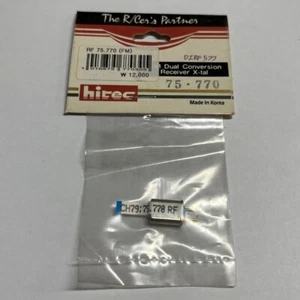 The R/Cer's Partner
RF 75.770 (FM)
₩ 12,000
Dual Conversion
Receiver X-tal
75-770
hitec
Made in Korea
CH79:75.770 RF